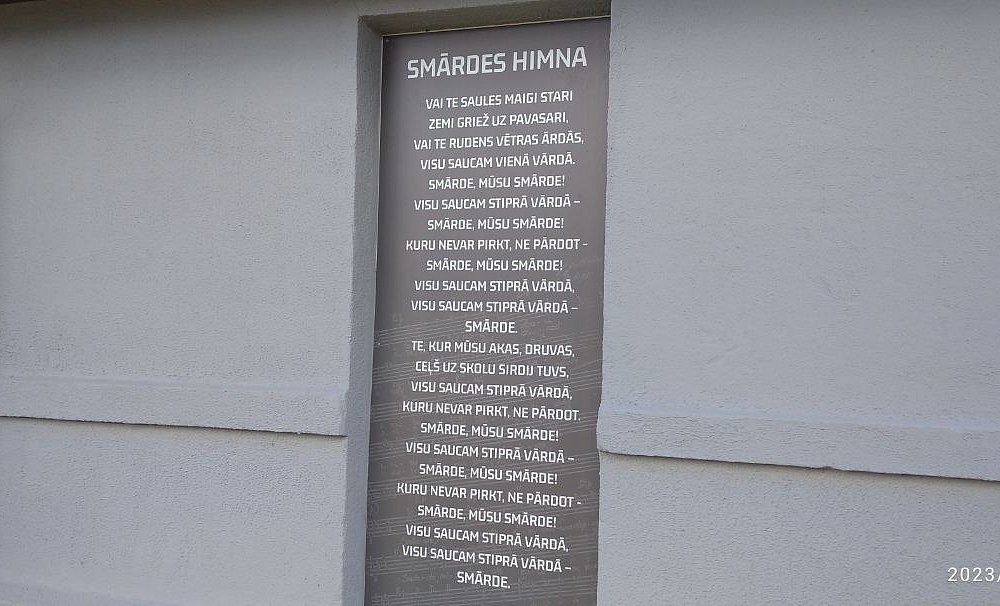 SMĀRDES HIMNA
VAI TE SAULES MAIGI STARI
ZEMI GRIEŽ UZ PAVASARI,
VAI TE RUDENS VĒTRAS ĀRDĀS,
VISU SAUCAM VIENĀ VĀRDĀ.
SMĀRDE, MŪSU SMĀRDE!
VISU SAUCAM STIPRĀ VĀRDĀ –
SMĀRDE, MŪSU SMĀRDE!
KURU NEVAR PIRKT, NE PĀRDOT -
SMĀRDE, MŪSU SMĀRDE!
VISU SAUCAM STIPRĀ VĀRDĀ,
VISU SAUCAM STIPRĀ VĀRDĀ –
SMĀRDE.
TE, KUR MŪSU AKAS, DRUVAS,
CEĻŠ UZ SKOLU SIRDIJ TUVS,
VISU SAUCAM STIPRĀ VĀRDĀ,
KURU NEVAR PIRKT, NE PĀRDOT.
SMĀRDE, MŪSU SMĀRDE!
VISU SAUCAM STIPRĀ VĀRDĀ –
SMĀRDE, MŪSU SMĀRDE!
KURU NEVAR PIRKT, NE PĀRDOT -
SMĀRDE, MŪSU SMĀRDE!
VISU SAUCAM STIPRĀ VĀRDĀ,
VISU SAUCAM STIPRĀ VĀRDĀ –
SMĀRDE.
2023/